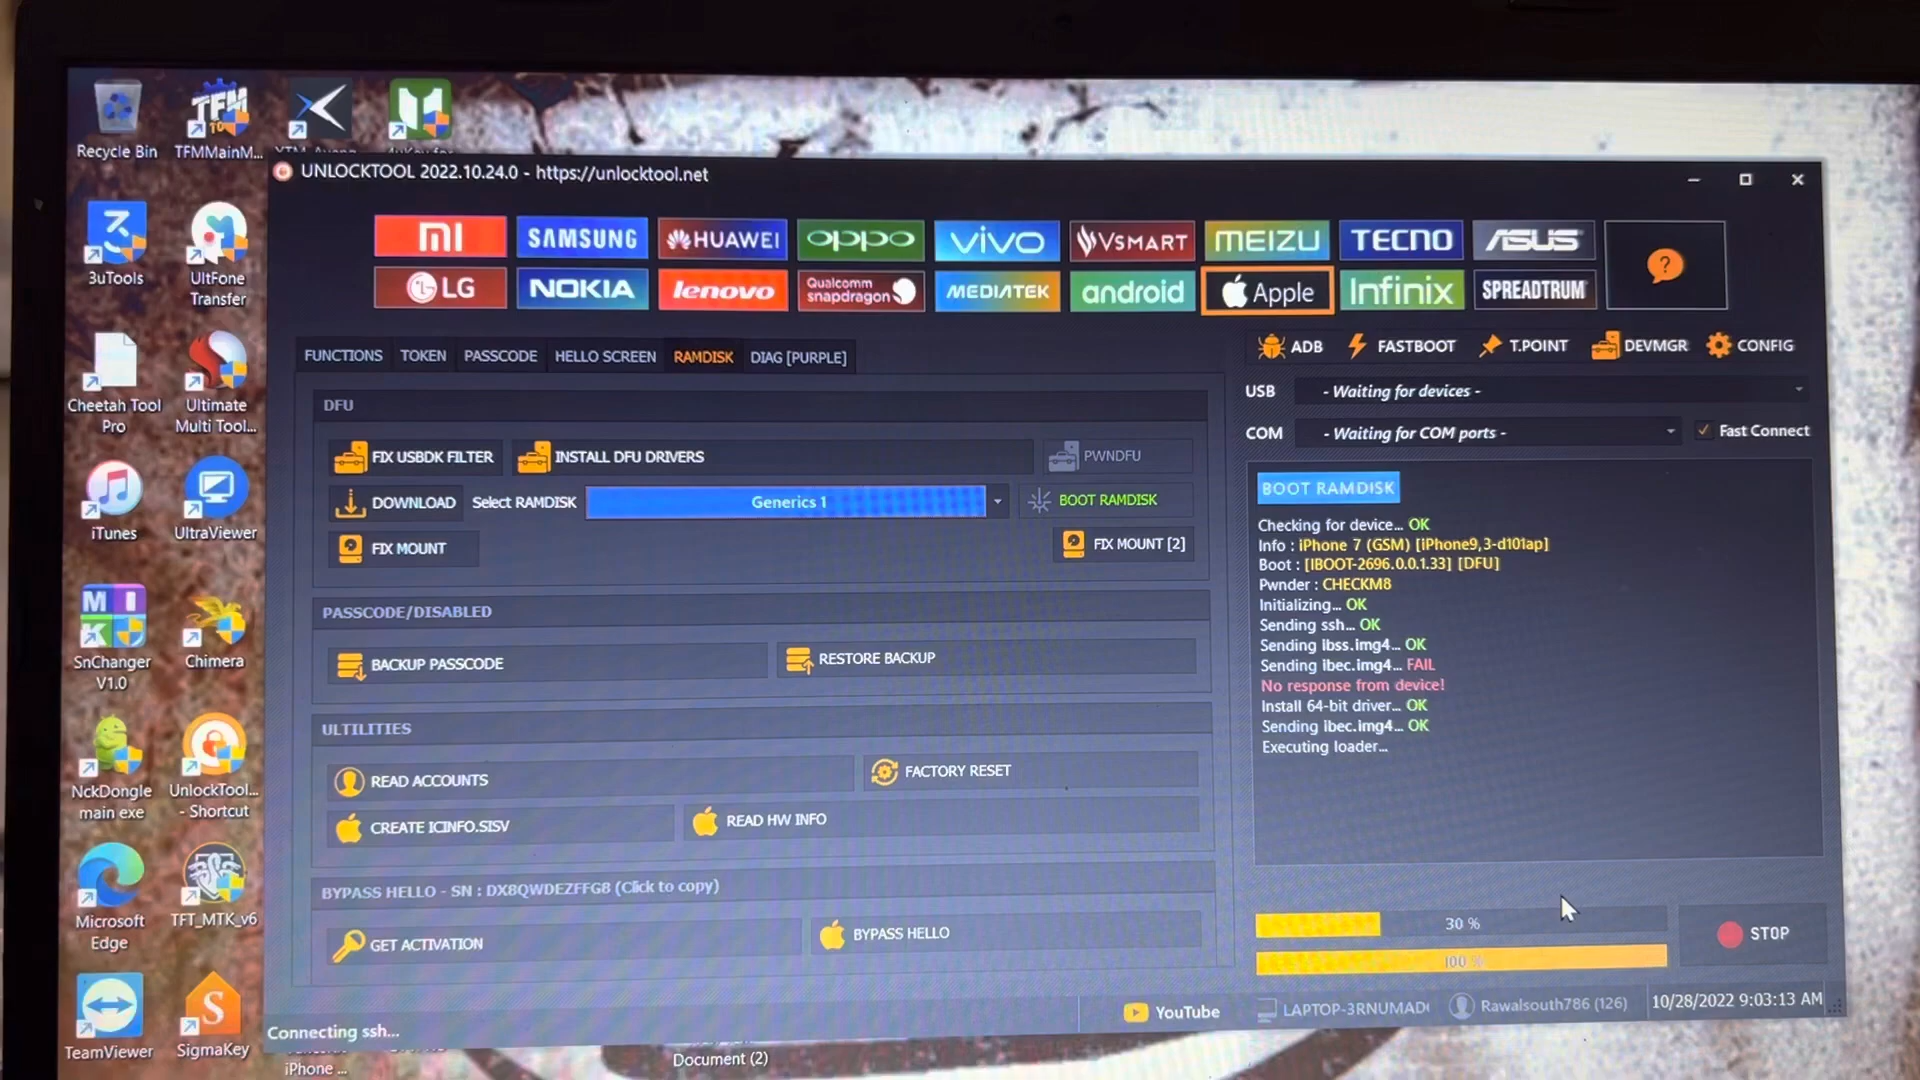 Recycle Bin
TFMMainM...
3uTools
UltFone
Transfer
Cheetah Tool
Pro
Ultimate
Multi Tool...
iTunes
UltraViewer
SnChanger
V1.0
Chimera
NckDongle
main exe
UnlockTool...
- Shortcut
Microsoft
Edge
TFT_MTK_v6
TeamViewer
SigmaKey
iPhone ...
Document (2)
UNLOCKTOOL 2022.10.24.0 - https://unlocktool.net
MI SAMSUNG HUAWEI oppo vivo VSMART MEIZU TECNO ASUS ?
LG NOKIA lenovo Qualcomm snapdragon MEDIATEK android Apple Infinix SPREADTRUM
FUNCTIONS TOKEN PASSCODE HELLO SCREEN RAMDISK DIAG [PURPLE]
DFU
FIX USBDK FILTER INSTALL DFU DRIVERS PWNDFU
DOWNLOAD Select RAMDISK Generics 1 BOOT RAMDISK
FIX MOUNT FIX MOUNT [2]
PASSCODE/DISABLED
BACKUP PASSCODE RESTORE BACKUP
ULTILITIES
READ ACCOUNTS FACTORY RESET
CREATE ICINFO.SISV READ HW INFO
BYPASS HELLO - SN : DX8QWDEZFFG8 (Click to copy)
GET ACTIVATION BYPASS HELLO
ADB FASTBOOT T.POINT DEVMGR CONFIG
USB - Waiting for devices -
COM - Waiting for COM ports - Fast Connect
BOOT RAMDISK
Checking for device... OK
Info : iPhone 7 (GSM) [iPhone9,3-d101ap]
Boot : [IBOOT-2696.0.0.1.33] [DFU]
Pwnder : CHECKM8
Initializing... OK
Sending ssh... OK
Sending ibss.img4... OK
Sending ibec.img4... FAIL
No response from device!
Install 64-bit driver... OK
Sending ibec.img4... OK
Executing loader...
30 %
100 %
STOP
Connecting ssh...
YouTube LAPTOP-3RNUMAD Rawalsouth786 (126) 10/28/2022 9:03:13 AM